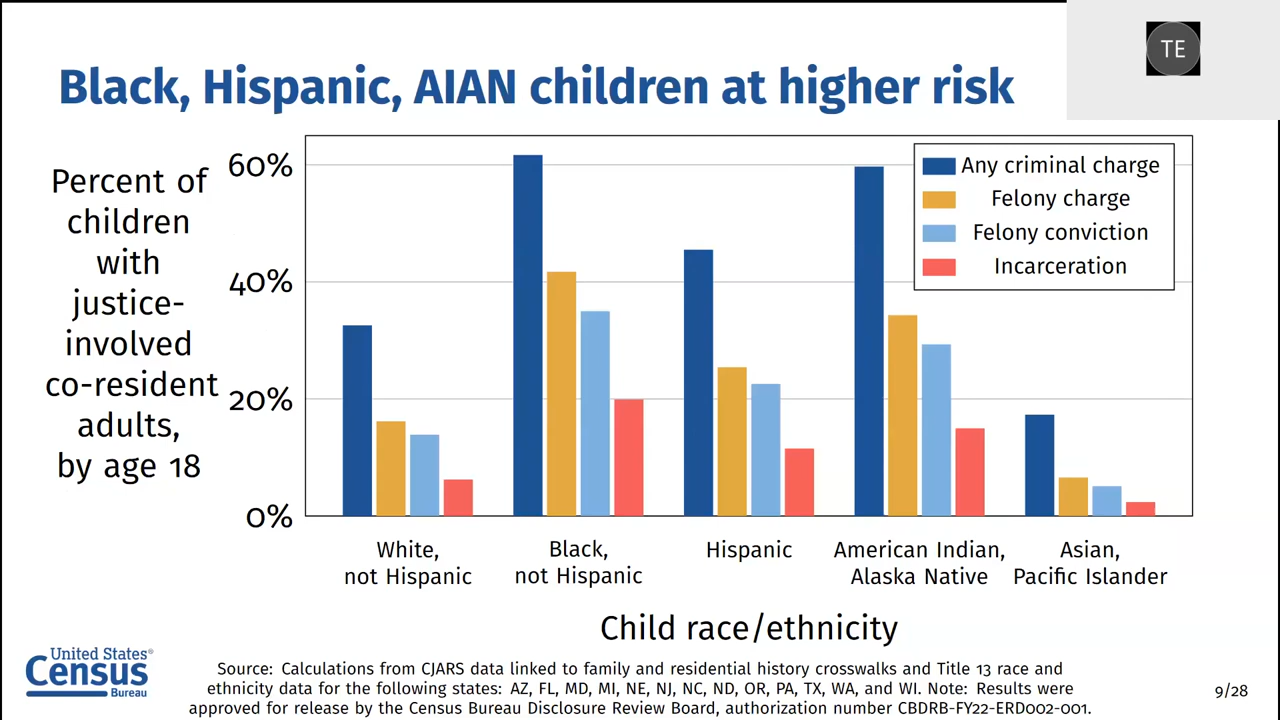 TE
Black, Hispanic, AIAN children at higher risk
Percent of
children
with
justice-
involved
co-resident
adults,
by age 18
60%
40%
20%
0%
Any criminal charge
Felony charge
Felony conviction
Incarceration
White,
not Hispanic
Black,
not Hispanic
Hispanic
American Indian,
Alaska Native
Asian,
Pacific Islander
Child race/ethnicity
United States®
Census
Bureau
Source: Calculations from CJARS data linked to family and residential history crosswalks and Title 13 race and
ethnicity data for the following states: AZ, FL, MD, MI, NE, NJ, NC, ND, OR, PA, TX, WA, and WI. Note: Results were
approved for release by the Census Bureau Disclosure Review Board, authorization number CBDRB-FY22-ERD002-001.
9/28